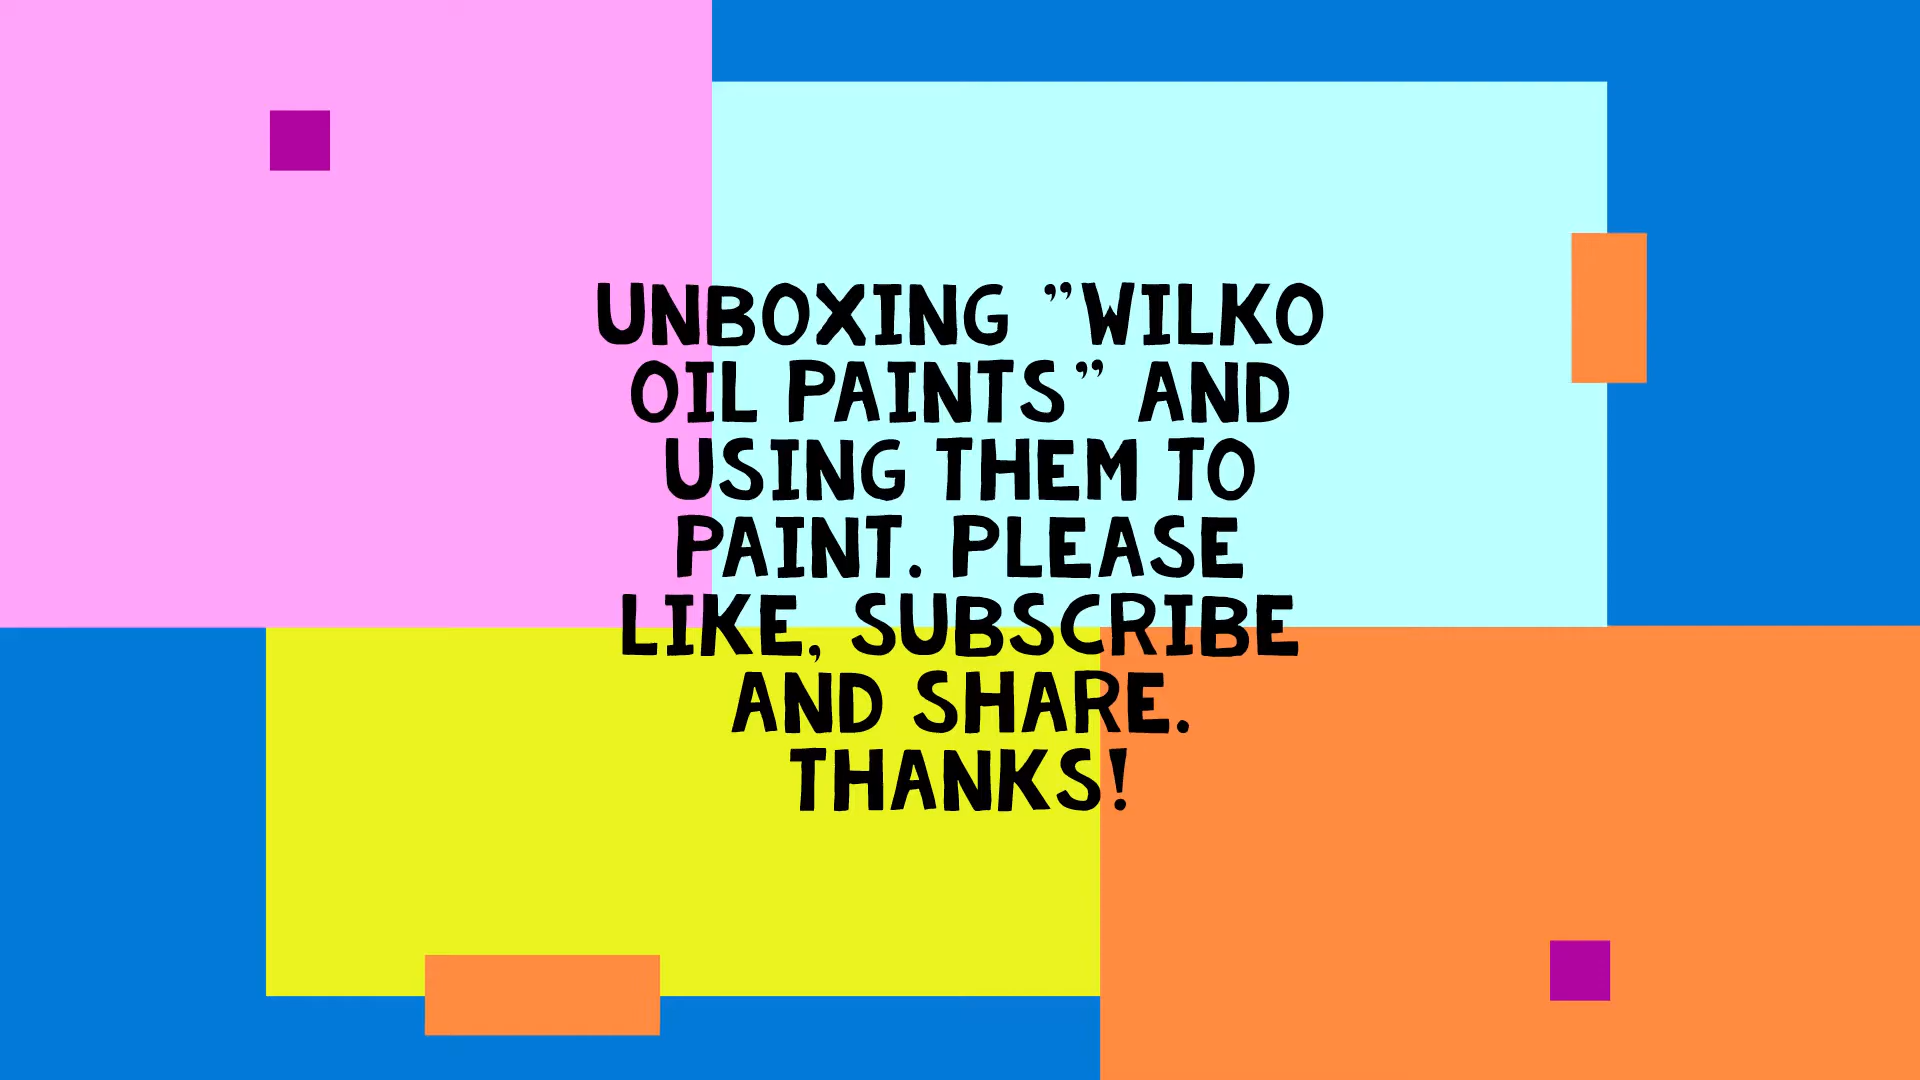 UNBOXING ”WILKO
OIL PAINTS” AND
USING THEM TO
PAINT. PLEASE
LIKE, SUBSCRIBE
AND SHARE.
THANKS!